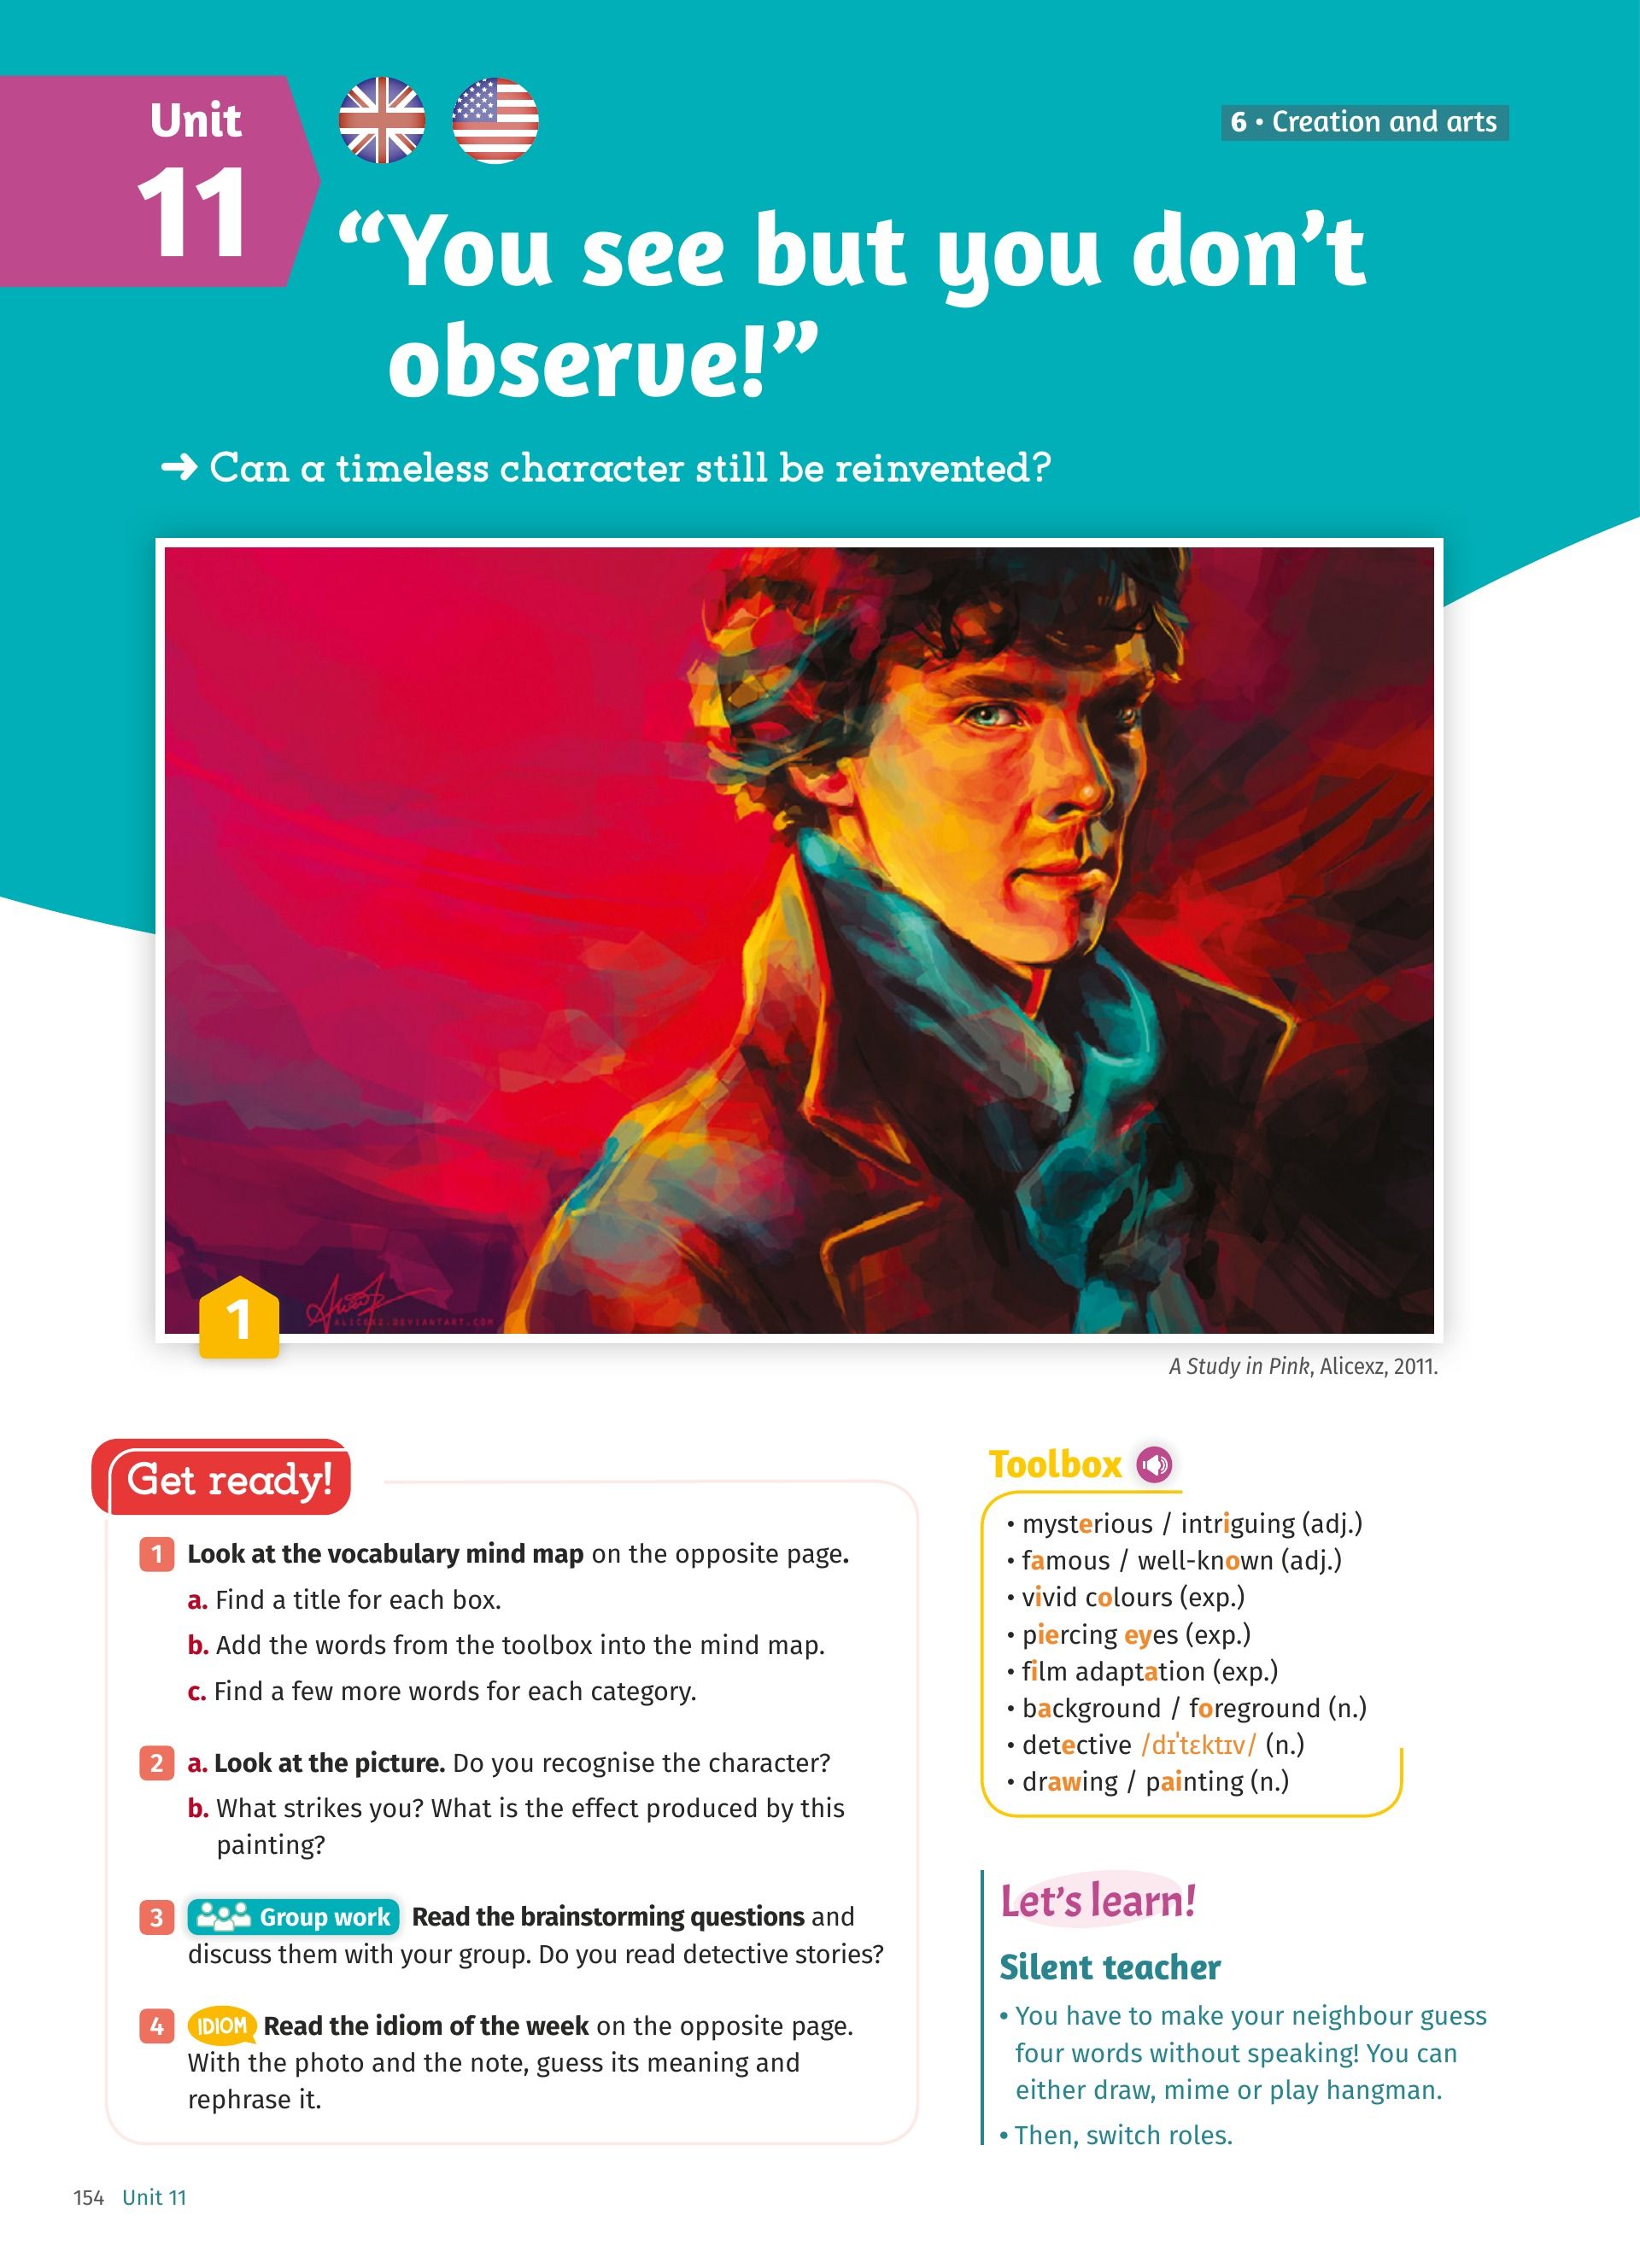 Unit
11
6 • Creation and arts
“You see but you don’t
observe!”
➜ Can a timeless character still be reinvented?
ALICEXZ.DEVIANTART.COM
1
A Study in Pink, Alicexz, 2011.
Get ready!
1 Look at the vocabulary mind map on the opposite page.
a. Find a title for each box.
b. Add the words from the toolbox into the mind map.
c. Find a few more words for each category.
2 a. Look at the picture. Do you recognise the character?
b. What strikes you? What is the effect produced by this
painting?
3 Group work Read the brainstorming questions and
discuss them with your group. Do you read detective stories?
4 IDIOM Read the idiom of the week on the opposite page.
With the photo and the note, guess its meaning and
rephrase it.
Toolbox
• mysterious / intriguing (adj.)
• famous / well-known (adj.)
• vivid colours (exp.)
• piercing eyes (exp.)
• film adaptation (exp.)
• background / foreground (n.)
• detective /dɪˈtɛktɪv/ (n.)
• drawing / painting (n.)
Let’s learn!
Silent teacher
• You have to make your neighbour guess
four words without speaking! You can
either draw, mime or play hangman.
• Then, switch roles.
154 Unit 11